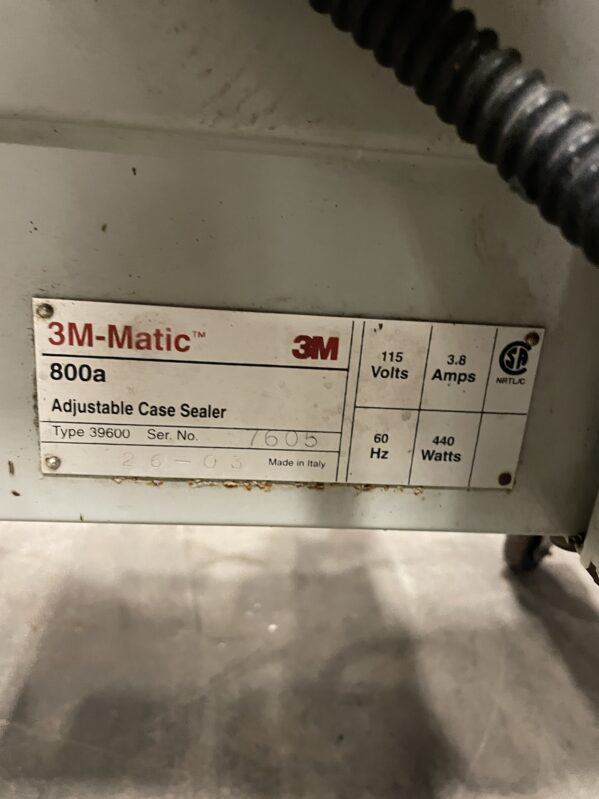 3M-Matic™
3M
800a
Adjustable Case Sealer
Type 39600 Ser. No. 7605
26-03 Made in Italy
115
Volts
3.8
Amps
SA
NRTL/C
60
Hz
440
Watts